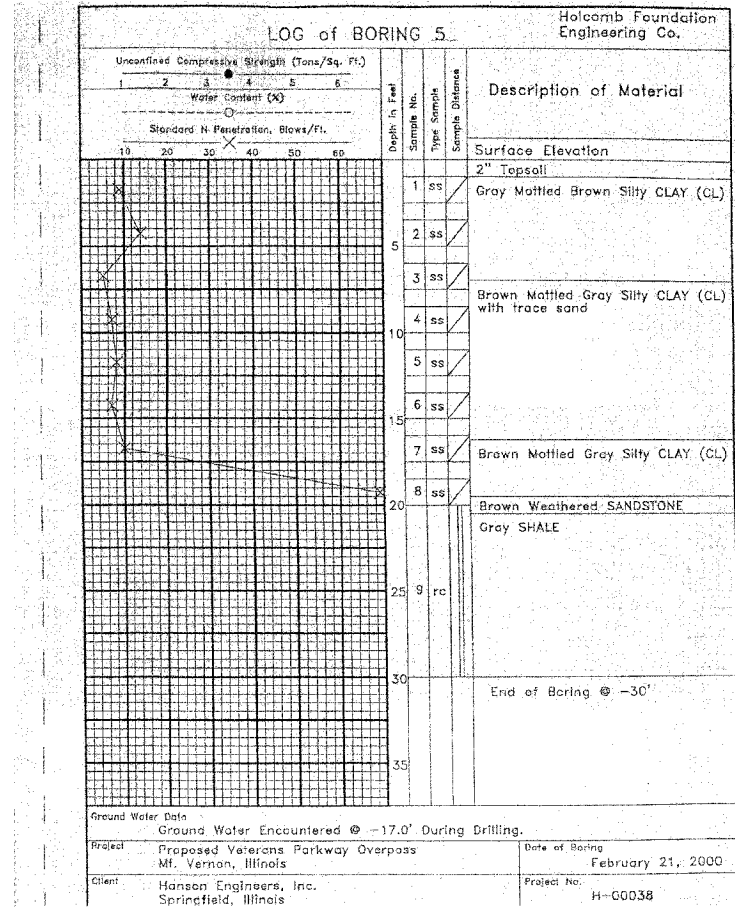 LOG of BORING 5
Holcomb Foundation
Engineering Co.
Unconfined Compressive Strength (Tons/Sq. Ft.)
1 2 3 4 5 6
Water Content (%)
Standard N Penetration, Blows/Ft.
10 20 30 40 50 60
Depth in Feet
Sample No.
Type Sample
Sample Distance
Description of Material
Surface Elevation
2" Topsoil
1 ss
Gray Mottled Brown Silty CLAY (CL)
2 ss
5
3 ss
Brown Mottled Gray Silty CLAY (CL)
with trace sand
4 ss
10
5 ss
6 ss
15
7 ss
Brown Mottled Gray Silty CLAY (CL)
8 ss
20
Brown Weathered SANDSTONE
Gray SHALE
25 9 rc
30
End of Boring @ -30'
35
Ground Water Data
Ground Water Encountered @ -17.0' During Drilling.
Project
Proposed Veterans Parkway Overpass
Mt. Vernon, Illinois
Date of Boring
February 21, 2000
Client
Hanson Engineers, Inc.
Springfield, Illinois
Project No.
H-00038